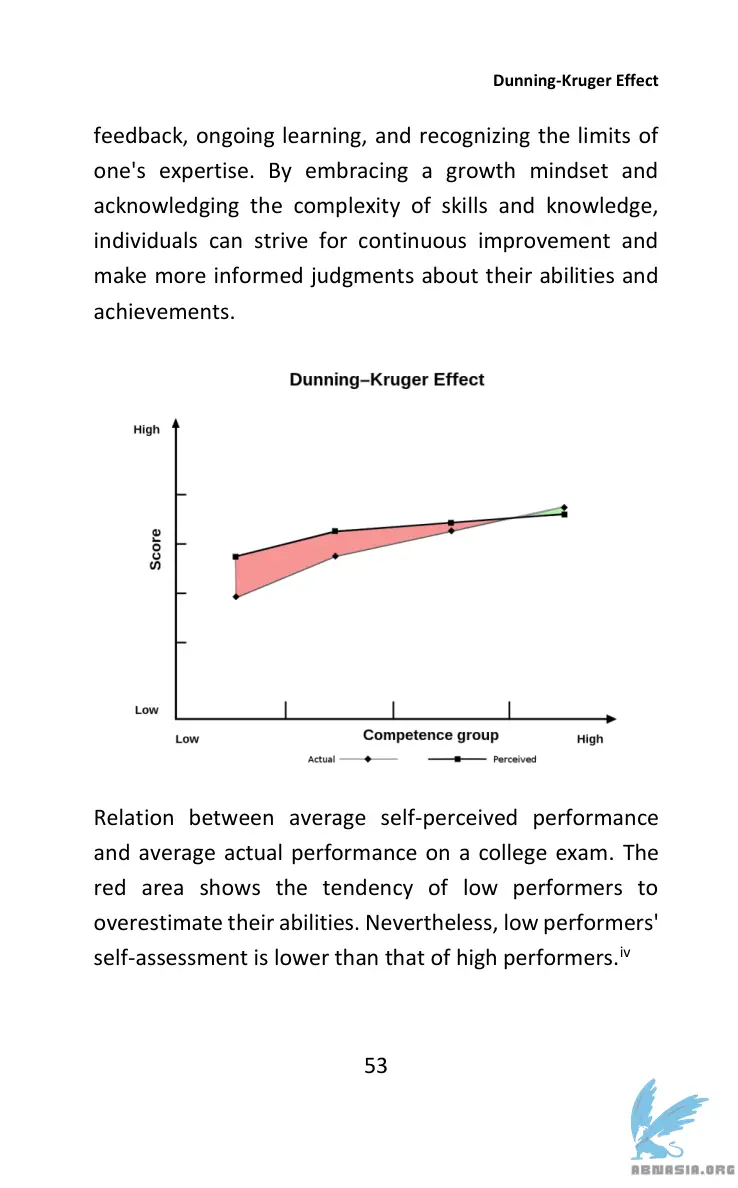 Dunning-Kruger Effect
feedback, ongoing learning, and recognizing the limits of
one's expertise. By embracing a growth mindset and
acknowledging the complexity of skills and knowledge,
individuals can strive for continuous improvement and
make more informed judgments about their abilities and
achievements.
Dunning–Kruger Effect
High
Score
Low
Low
Competence group
High
Actual
Perceived
Relation between average self-perceived performance
and average actual performance on a college exam. The
red area shows the tendency of low performers to
overestimate their abilities. Nevertheless, low performers'
self-assessment is lower than that of high performers.iv
53
ABNASIA.ORG